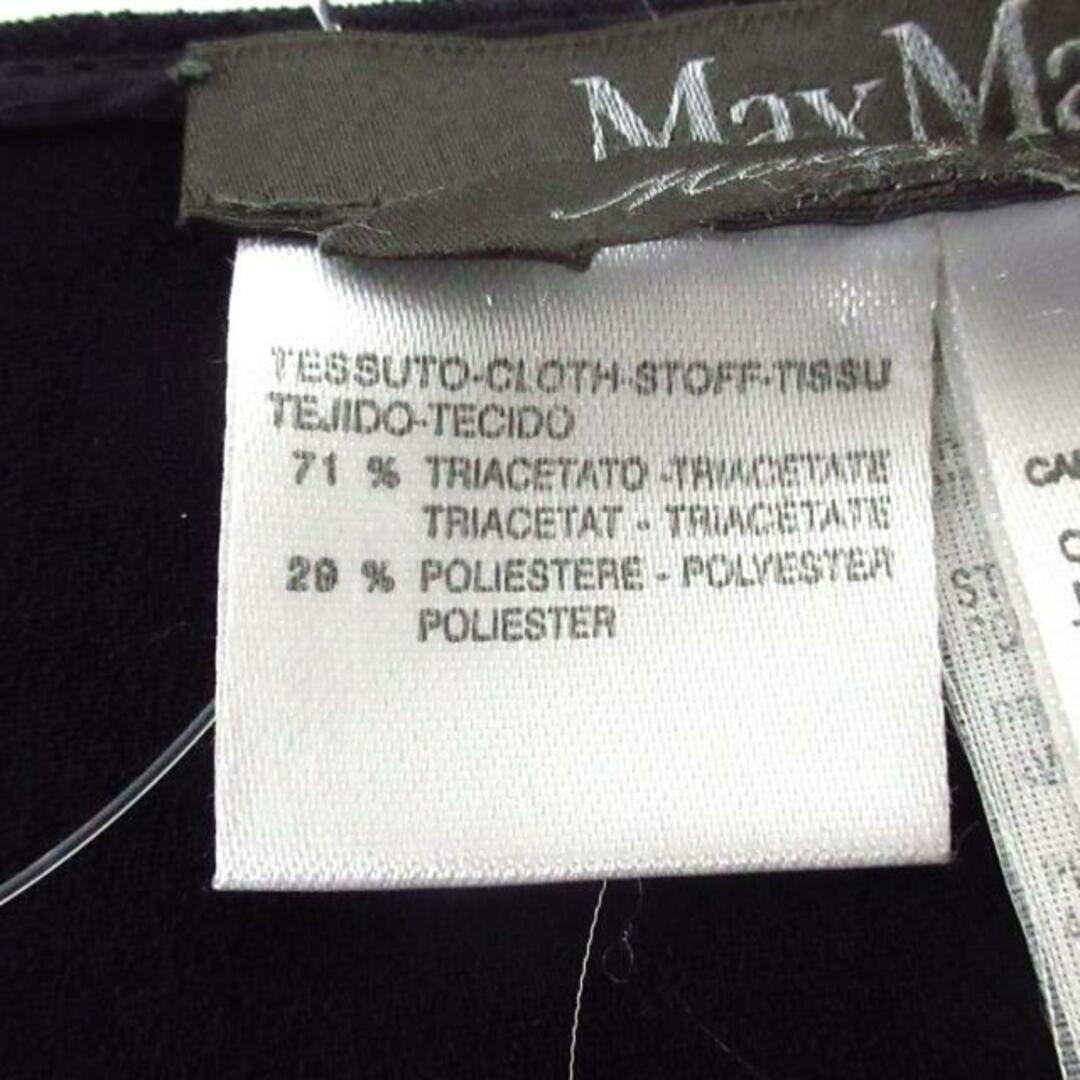 MaxMa
TESSUTO-CLOTH-STOFF-TISSU
TEJIDO-TECIDO
71 % TRIACETATO - TRIACETATE
TRIACETAT - TRIACETATE
29 % POLIESTERE - POLYESTER
POLIESTER